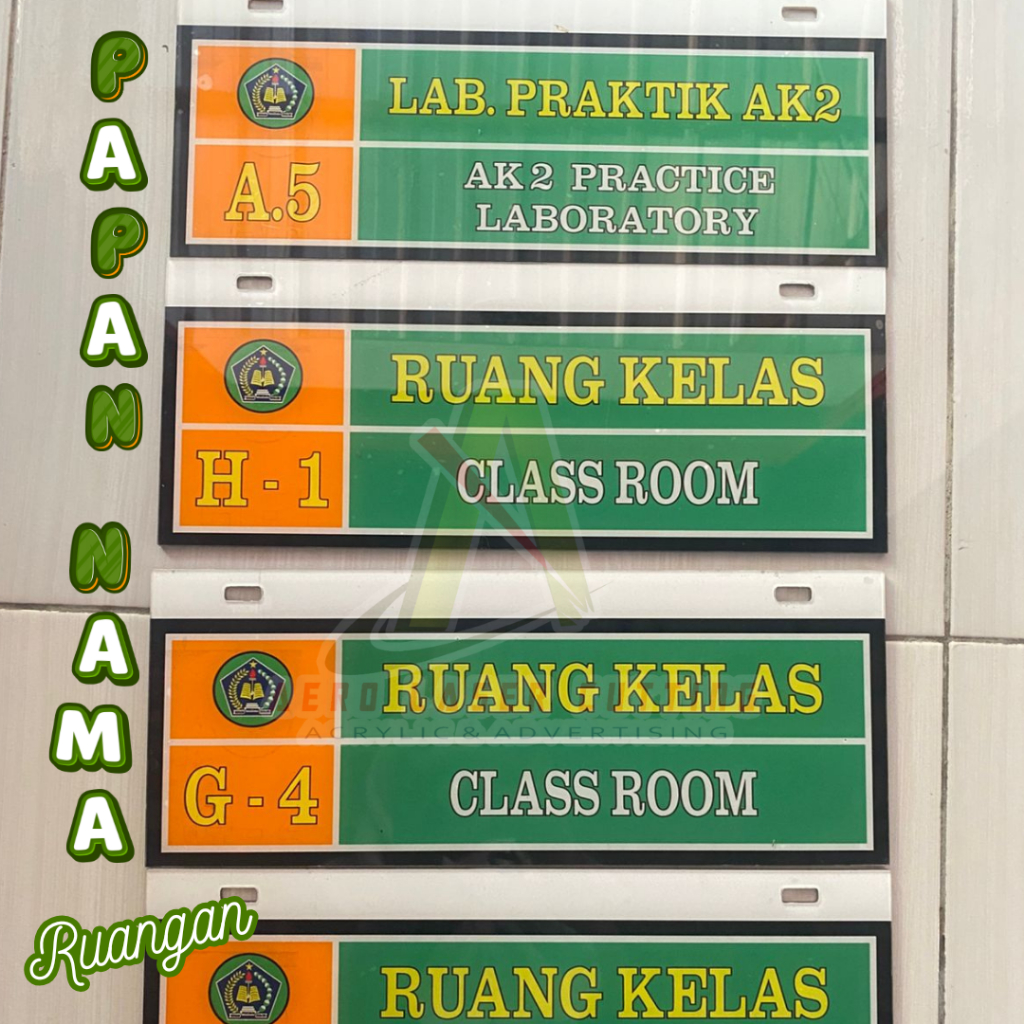 PAPAN NAMA
Ruangan
LAB. PRAKTIK AK2
A.5
AK2 PRACTICE
LABORATORY
RUANG KELAS
H - 1
CLASS ROOM
RUANG KELAS
G - 4
CLASS ROOM
ACRYLIC & ADVERTISING
RUANG KELAS